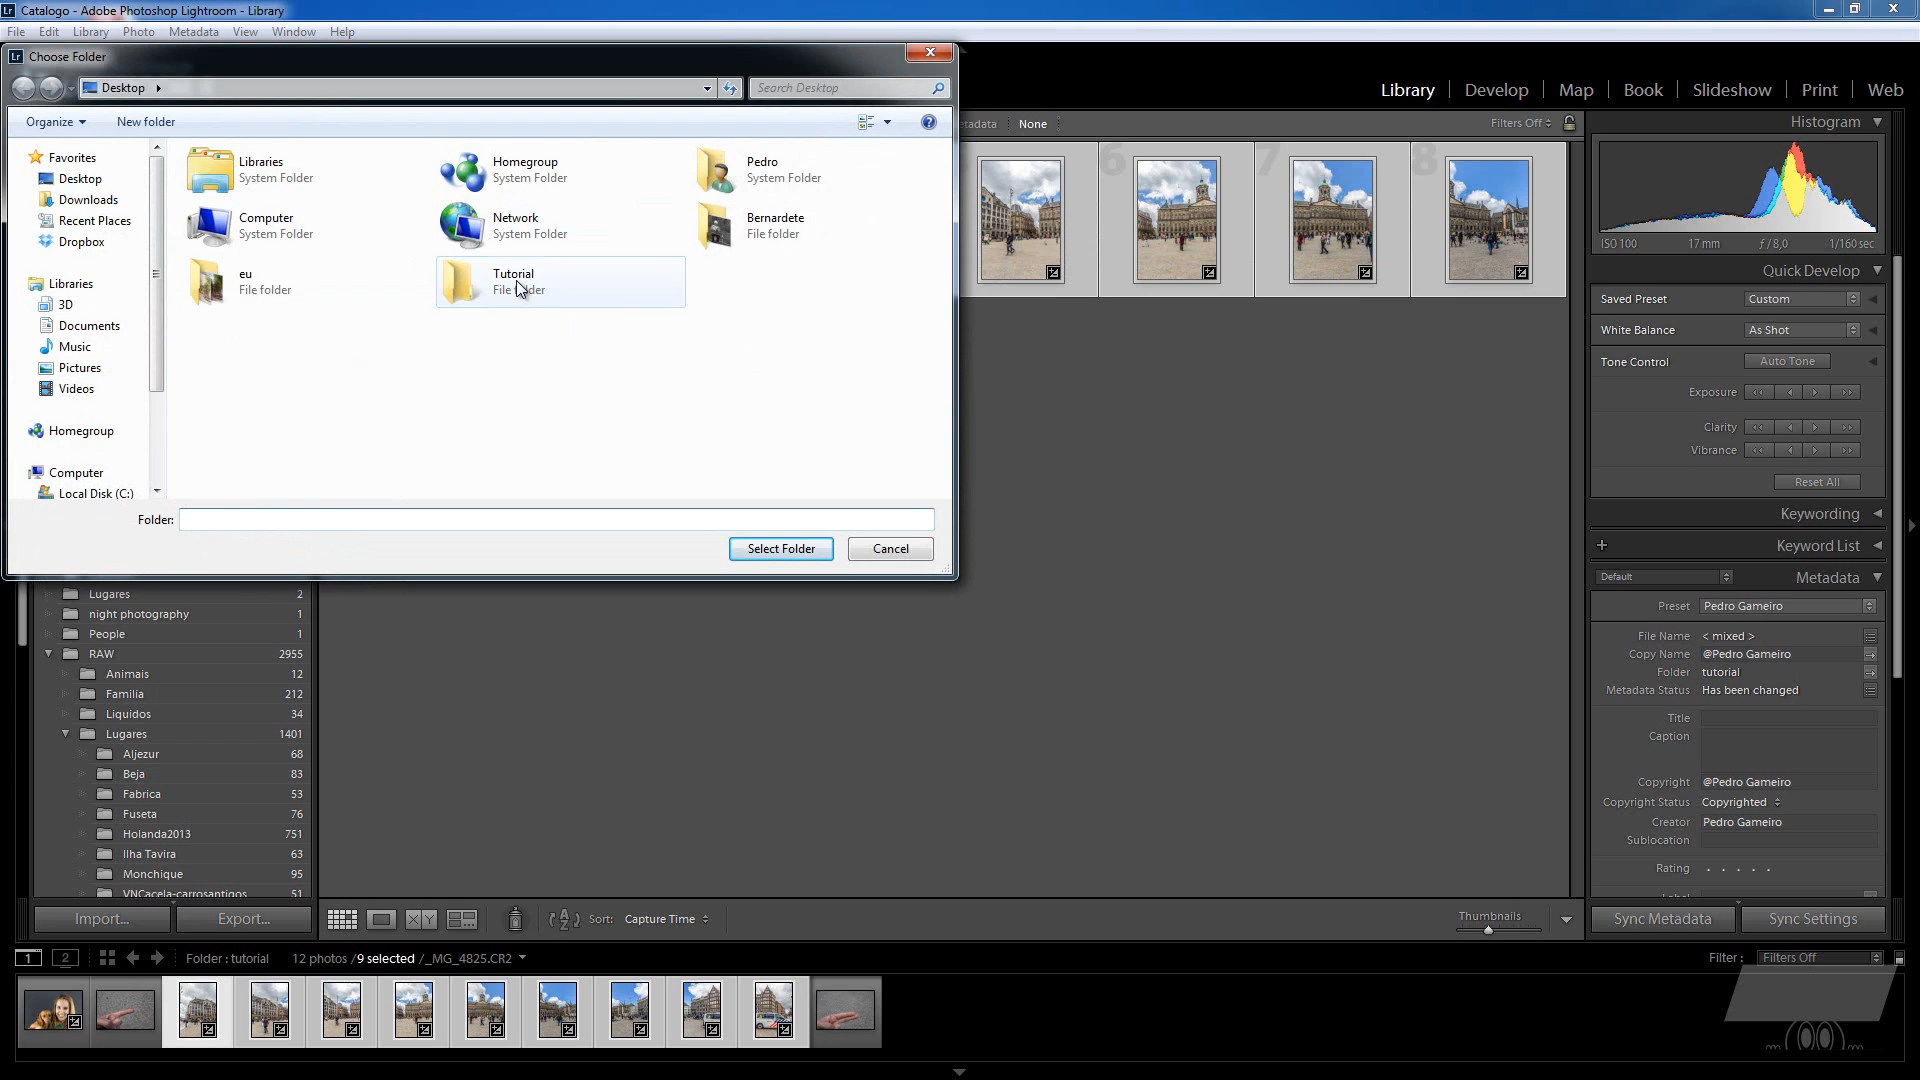 Lr Catalogo - Adobe Photoshop Lightroom - Library
File Edit Library Photo Metadata View Window Help
Lr Choose Folder
Desktop
Search Desktop
Organize New folder
Favorites
Desktop
Downloads
Recent Places
Dropbox
Libraries
3D
Documents
Music
Pictures
Videos
Homegroup
Computer
Local Disk (C:)
Libraries
System Folder
Homegroup
System Folder
Pedro
System Folder
Computer
System Folder
Network
System Folder
Bernardete
File folder
eu
File folder
Tutorial
File folder
Folder:
Select Folder Cancel
Library Develop Map Book Slideshow Print Web
None Filters Off
6 7 8
Histogram
ISO 100 17 mm ƒ / 8,0 1/160 sec
Quick Develop
Saved Preset Custom
White Balance As Shot
Tone Control Auto Tone
Exposure
Clarity
Vibrance
Reset All
Keywording
+ Keyword List
Default Metadata
Preset Pedro Gameiro
File Name < mixed >
Copy Name @Pedro Gameiro
Folder tutorial
Metadata Status Has been changed
Title
Caption
Copyright @Pedro Gameiro
Copyright Status Copyrighted
Creator Pedro Gameiro
Sublocation
Rating . . . . .
Sync Metadata Sync Settings
Lugares 2
night photography 1
People 1
RAW 2955
Animais 12
Familia 212
Liquidos 34
Lugares 1401
Aljezur 68
Beja 83
Fabrica 53
Fuseta 76
Holanda2013 751
Ilha Tavira 63
Monchique 95
VNCacela-carrosantigos 51
Import... Export...
X Y
Sort: Capture Time
Thumbnails
1 2 Folder : tutorial 12 photos / 9 selected / _MG_4825.CR2
Filter : Filters Off